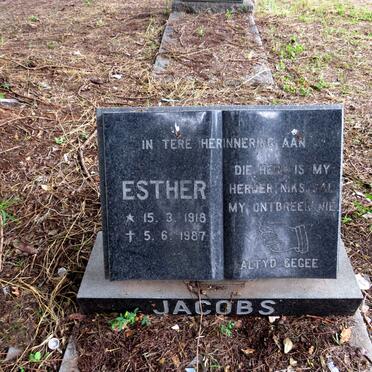 IN TERE HERINNERING AAN
ESTHER
* 15. 3. 1918
† 5. 6. 1987
DIE HERE IS MY
HERDER, NIKS SAL
MY ONTBREEK NIE
ALTYD GEGEE
JACOBS